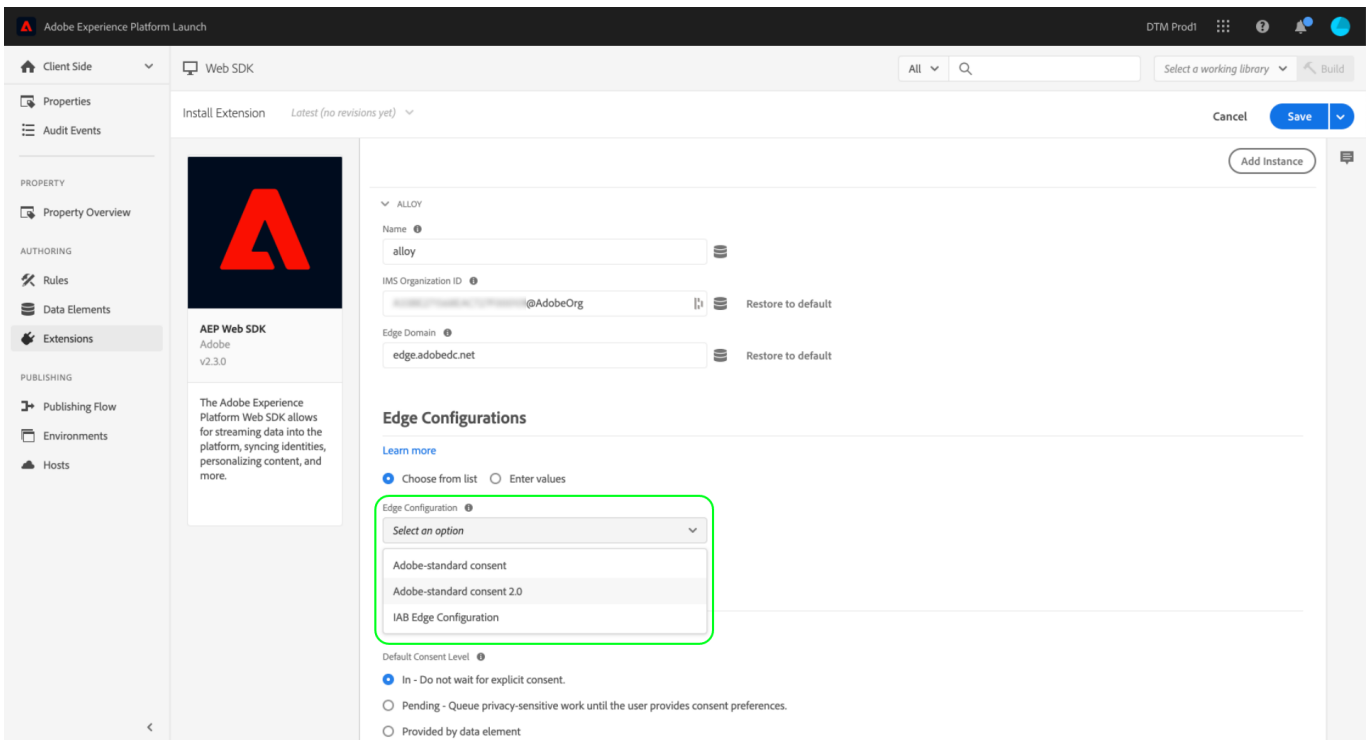 Adobe Experience Platform Launch
DTM Prod1
Client Side
Web SDK
All
Select a working library
Build
Properties
Audit Events
Install Extension
Latest (no revisions yet)
Cancel
Save
Add Instance
PROPERTY
Property Overview
AUTHORING
Rules
Data Elements
Extensions
PUBLISHING
Publishing Flow
Environments
Hosts
AEP Web SDK
Adobe
v2.3.0
The Adobe Experience
Platform Web SDK allows
for streaming data into the
platform, syncing identities,
personalizing content, and
more.
ALLOY
Name
alloy
IMS Organization ID
@AdobeOrg
Restore to default
Edge Domain
edge.adobedc.net
Restore to default
Edge Configurations
Learn more
Choose from list
Enter values
Edge Configuration
Select an option
Adobe-standard consent
Adobe-standard consent 2.0
IAB Edge Configuration
Default Consent Level
In - Do not wait for explicit consent.
Pending - Queue privacy-sensitive work until the user provides consent preferences.
Provided by data element